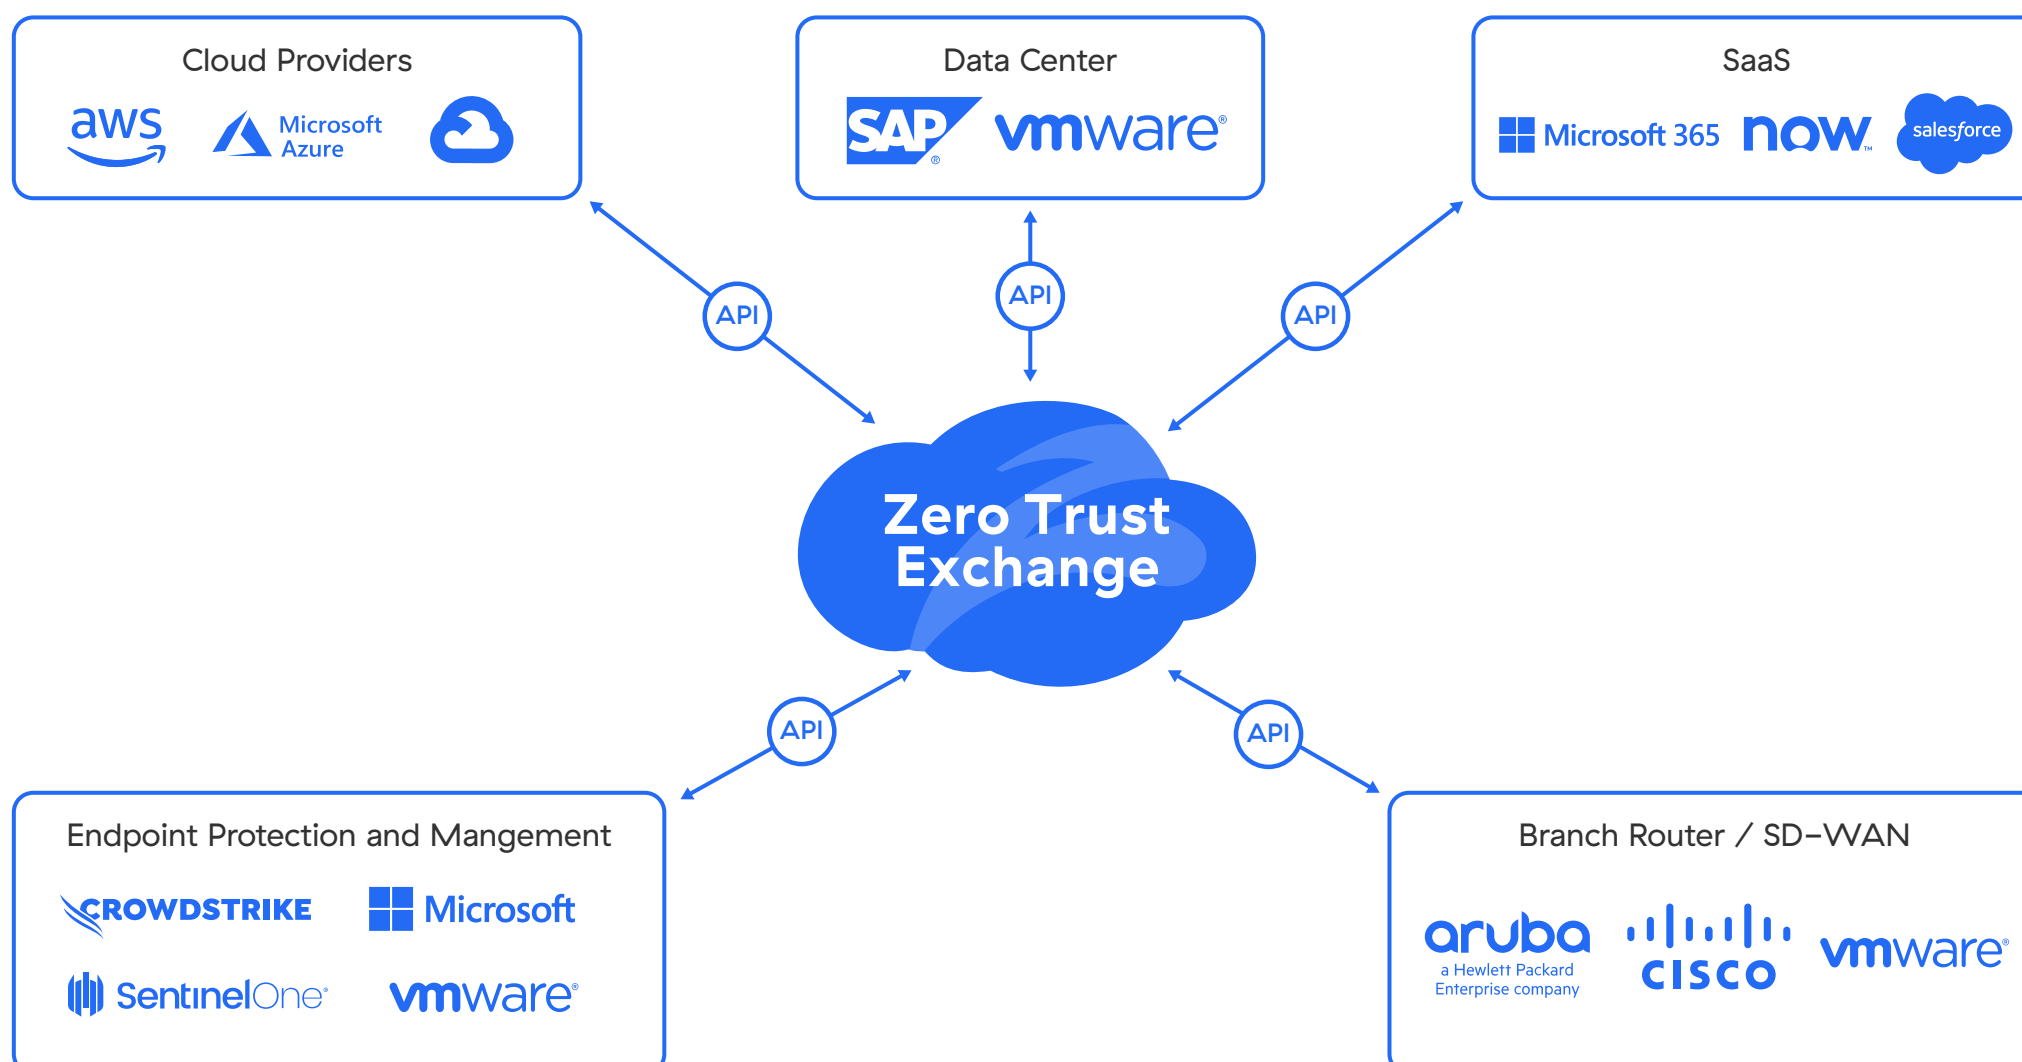 Cloud Providers
aws
Microsoft
Azure
Data Center
SAP®
vmware®
SaaS
Microsoft 365
now™
salesforce
API
API
API
Zero Trust
Exchange
API
API
Endpoint Protection and Mangement
CROWDSTRIKE
Microsoft
SentinelOne®
vmware®
Branch Router / SD-WAN
aruba
a Hewlett Packard
Enterprise company
CISCO
vmware®